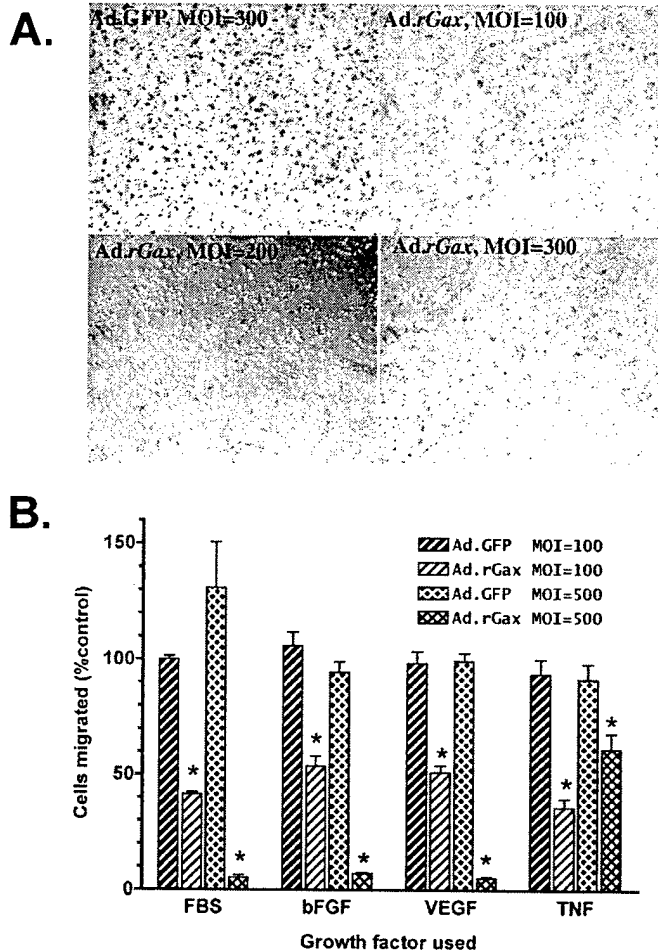 A.
Ad.GFP, MOI=300
Ad.rGax, MOI=100
Ad.rGax, MOI=200
Ad.rGax, MOI=300
B.
Cells migrated (%control)
150
100
50
0
Ad.GFP MOI=100
Ad.rGax MOI=100
Ad.GFP MOI=500
Ad.rGax MOI=500
*
*
*
*
*
*
*
*
FBS
bFGF
VEGF
TNF
Growth factor used